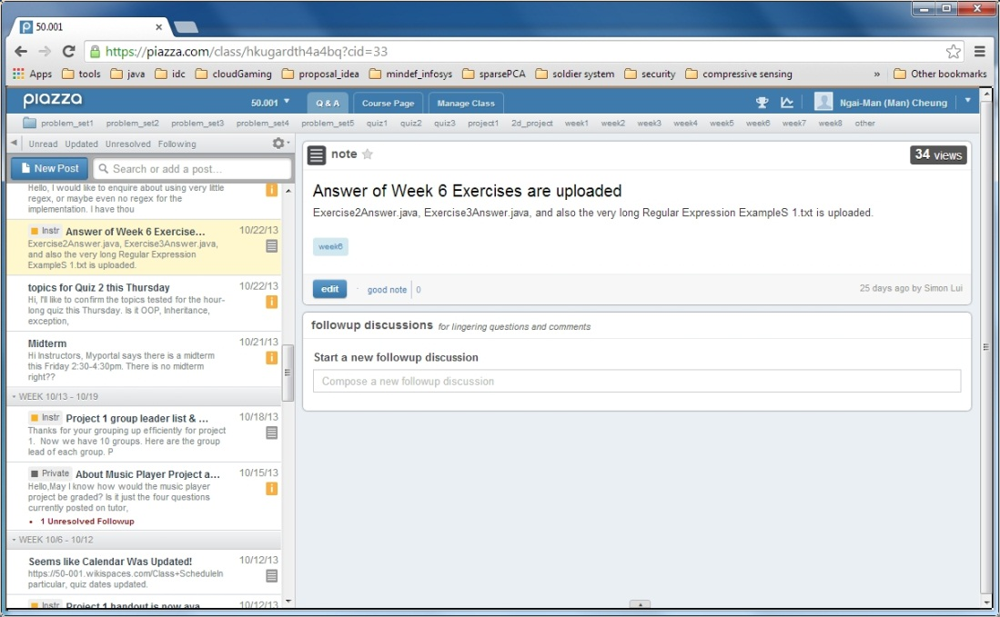 50.001
https://piazza.com/class/hkugardth4a4bq?cid=33
Apps tools java idc cloudGaming proposal_idea mindef_infosys sparsePCA soldier system security compressive sensing » Other bookmarks
piazza 50.001 Q & A Course Page Manage Class Ngai-Man (Man) Cheung
problem_set1 problem_set2 problem_set3 problem_set4 problem_set5 quiz1 quiz2 quiz3 project1 2d_project week1 week2 week3 week4 week5 week6 week7 week8 other
Unread Updated Unresolved Following
New Post Search or add a post...
Hello, I would like to enquire about using very little
regex, or maybe even no regex for the
implementation. I have thou
Instr Answer of Week 6 Exercise... 10/22/13
Exercise2Answer.java, Exercise3Answer.java,
and also the very long Regular Expression
ExampleS 1.txt is uploaded.
topics for Quiz 2 this Thursday 10/22/13
Hi, I'll like to confirm the topics tested for the hour-
long quiz this Thursday. Is it OOP, Inheritance,
exception,
Midterm 10/21/13
Hi Instructors, Myportal says there is a midterm
this Friday 2:30-4:30pm. There is no midterm
right??
WEEK 10/13 - 10/19
Instr Project 1 group leader list & ... 10/18/13
Thanks for your grouping up efficiently for project
1. Now we have 10 groups. Here are the group
lead of each group. P
Private About Music Player Project a... 10/15/13
Hello,May I know how would the music player
project be graded? Is it just the four questions
currently posted on tutor,
• 1 Unresolved Followup
WEEK 10/6 - 10/12
Seems like Calendar Was Updated! 10/12/13
https://50-001.wikispaces.com/Class+ScheduleIn
particular, quiz dates updated.
Instr Project 1 handout is now ava... 10/12/13
note 34 views
Answer of Week 6 Exercises are uploaded
Exercise2Answer.java, Exercise3Answer.java, and also the very long Regular Expression ExampleS 1.txt is uploaded.
week6
edit · good note 0 25 days ago by Simon Lui
followup discussions for lingering questions and comments
Start a new followup discussion
Compose a new followup discussion